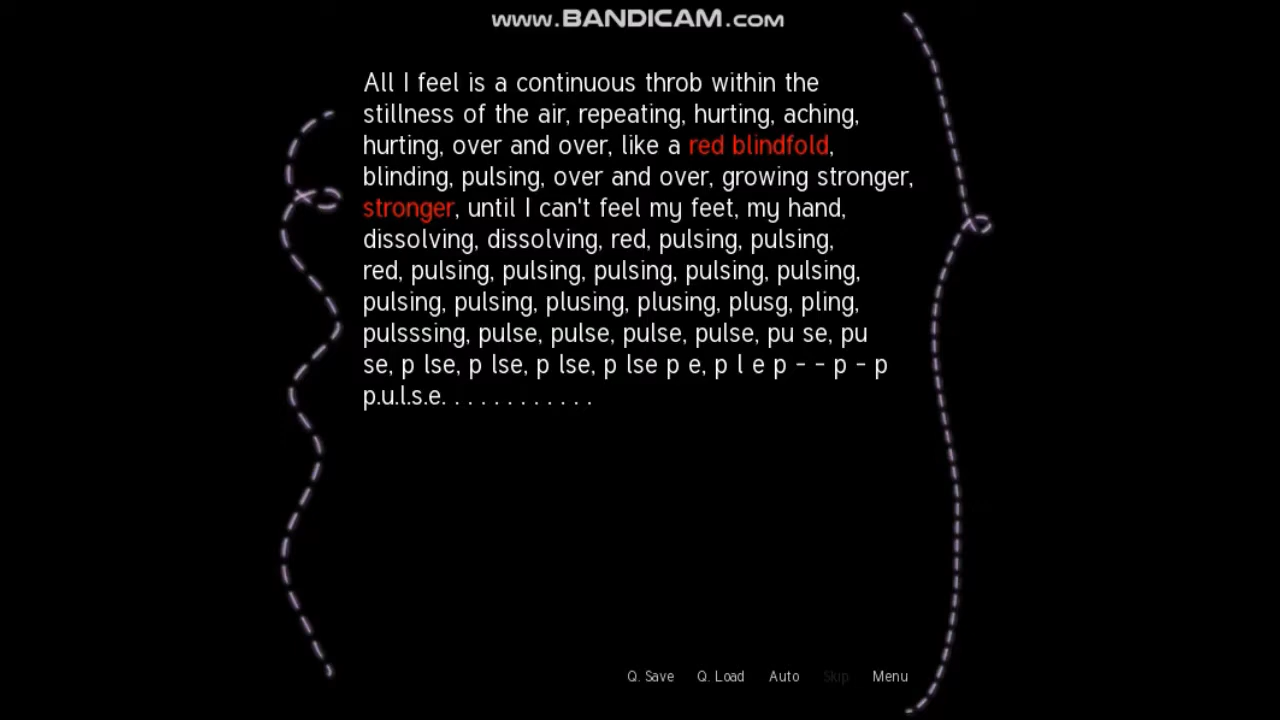 www.BANDICAM.com
All I feel is a continuous throb within the
stillness of the air, repeating, hurting, aching,
hurting, over and over, like a red blindfold,
blinding, pulsing, over and over, growing stronger,
stronger, until I can't feel my feet, my hand,
dissolving, dissolving, red, pulsing, pulsing,
red, pulsing, pulsing, pulsing, pulsing, pulsing,
pulsing, pulsing, plusing, plusing, plusg, pling,
pulsssing, pulse, pulse, pulse, pulse, pu se, pu
se, p lse, p lse, p lse, p lse p e, p l e p - - p - p
p.u.l.s.e. . . . . . . . . . . .
Q. Save Q. Load Auto Skip Menu